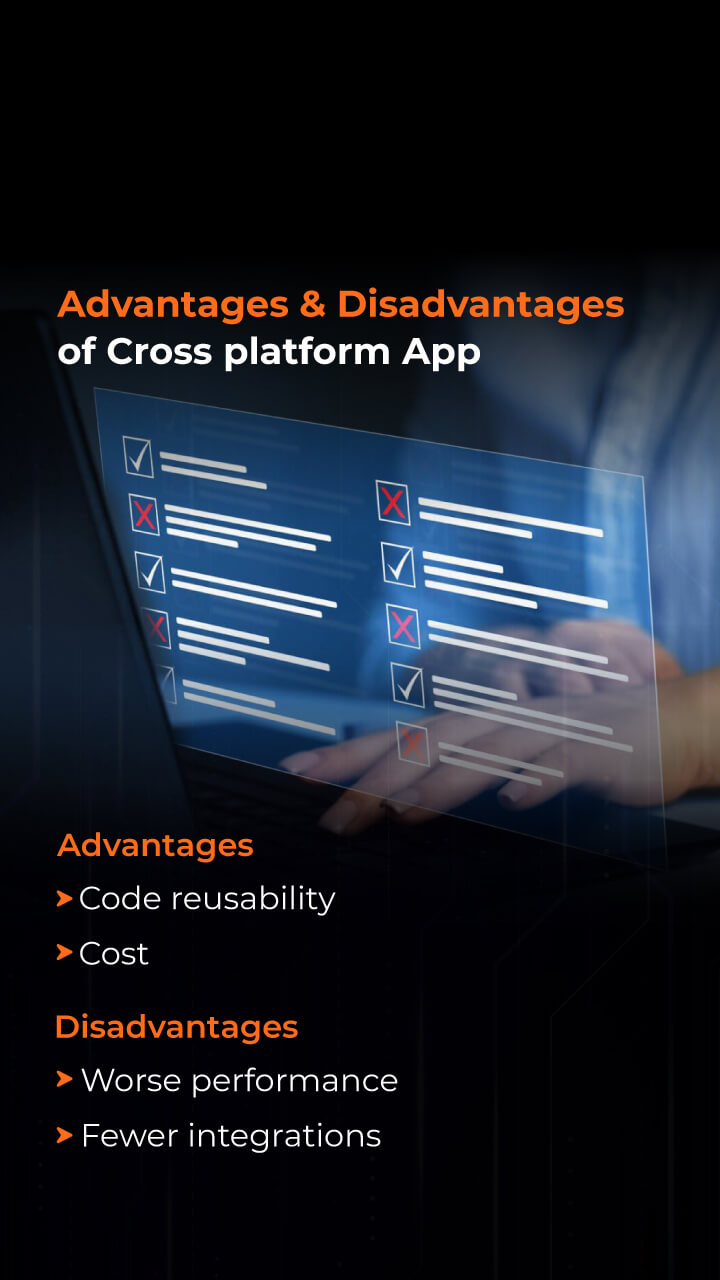 Advantages & Disadvantages
of Cross platform App
Advantages
Code reusability
Cost
Disadvantages
Worse performance
Fewer integrations